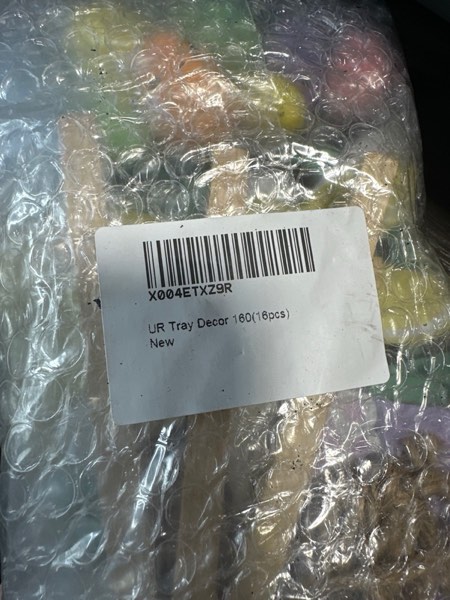 X004ETXZ9R
UR Tray Decor 160(16pcs)
New